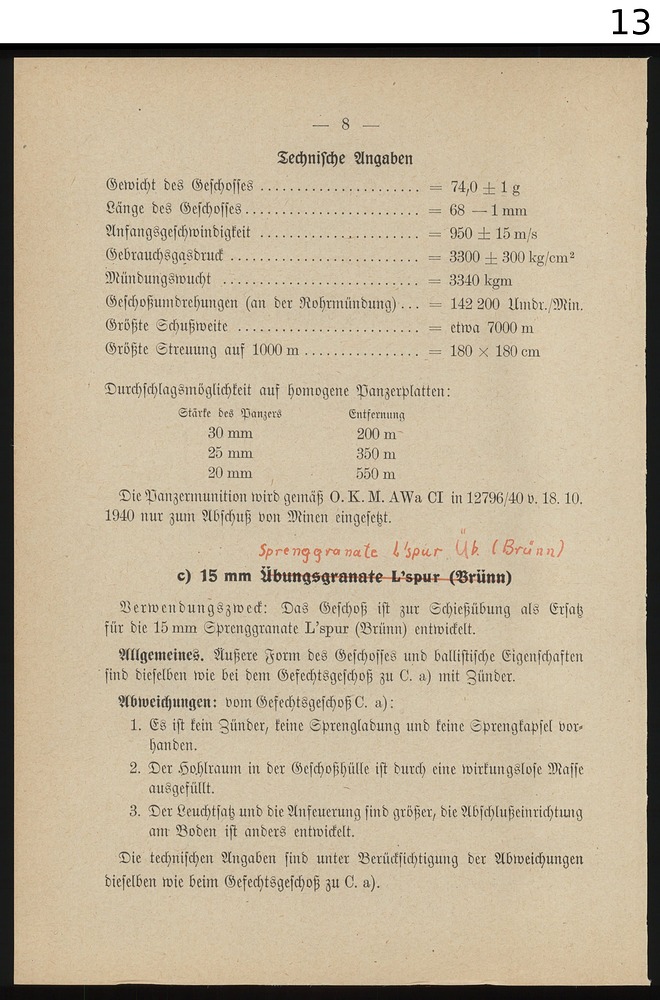 13
— 8 —
Technische Angaben
Gewicht des Geschosses ...................... = 74,0 ± 1 g
Länge des Geschosses........................ = 68 — 1 mm
Anfangsgeschwindigkeit ...................... = 950 ± 15 m/s
Gebrauchsgasdruck .......................... = 3300 ± 300 kg/cm²
Mündungswucht ........................... = 3340 kgm
Geschoßumdrehungen (an der Rohrmündung)... = 142 200 Umdr./Min.
Größte Schußweite ......................... = etwa 7000 m
Größte Streuung auf 1000 m ................ = 180 × 180 cm
Durchschlagsmöglichkeit auf homogene Panzerplatten:
Stärke des Panzers Entfernung
30 mm 200 m
25 mm 350 m
20 mm 550 m
Die Panzermunition wird gemäß O. K. M. AWa CI in 12796/40 v. 18. 10.
1940 nur zum Abschuß von Minen eingesetzt.
Sprenggranate L'spur Üb. (Brünn)
c) 15 mm Übungsgranate L'spur (Brünn)
Verwendungszweck: Das Geschoß ist zur Schießübung als Ersatz
für die 15 mm Sprenggranate L'spur (Brünn) entwickelt.
Allgemeines. Äußere Form des Geschosses und ballistische Eigenschaften
sind dieselben wie bei dem Gefechtsgeschoß zu C. a) mit Zünder.
Abweichungen: vom Gefechtsgeschoß C. a):
1. Es ist kein Zünder, keine Sprengladung und keine Sprengkapsel vor-
handen.
2. Der Hohlraum in der Geschoßhülle ist durch eine wirkungslose Masse
ausgefüllt.
3. Der Leuchtsatz und die Anfeuerung sind größer, die Abschlußeinrichtung
am Boden ist anders entwickelt.
Die technischen Angaben sind unter Berücksichtigung der Abweichungen
dieselben wie beim Gefechtsgeschoß zu C. a).